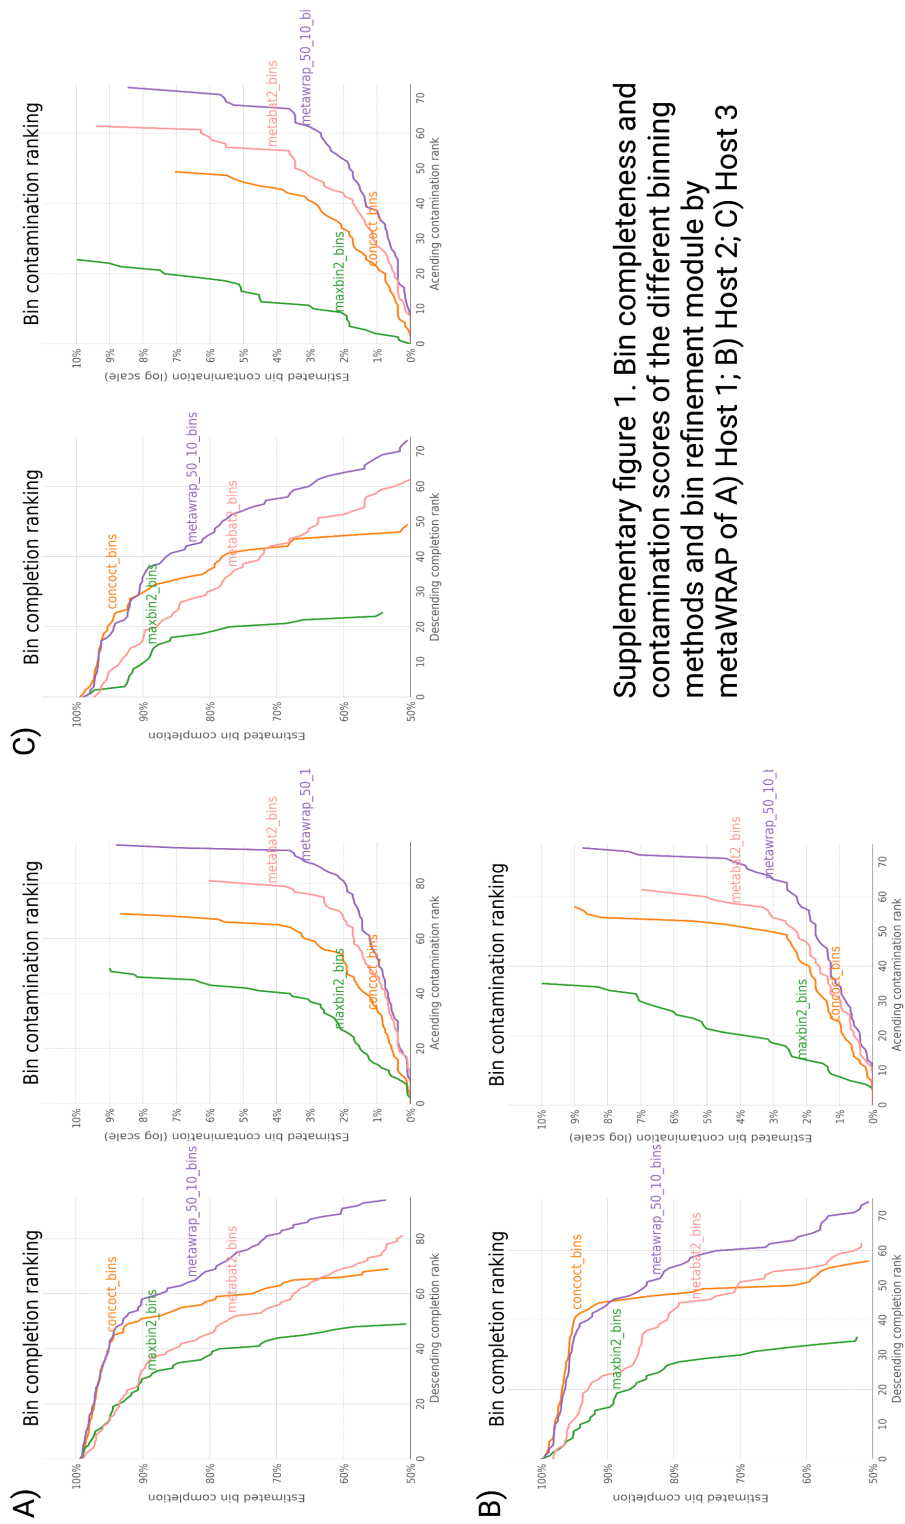 A)
Bin completion ranking
Estimated bin completion
100%
90%
80%
70%
60%
50%
0
20
40
60
80
Descending completion rank
concoct_bins
maxbin2_bins
metawrap_50_10_bins
metabat2_bins
Bin contamination ranking
Estimated bin contamination (log scale)
10%
9%
8%
7%
6%
5%
4%
3%
2%
1%
0%
0
20
40
60
80
Acending contamination rank
metabat2_bins
metawrap_50_1
maxbin2_bins
concoct_bins
C)
Bin completion ranking
Estimated bin completion
100%
90%
80%
70%
60%
50%
0
10
20
30
40
50
60
70
Descending completion rank
concoct_bins
maxbin2_bins
metawrap_50_10_bins
metabat2_bins
Bin contamination ranking
Estimated bin contamination (log scale)
10%
9%
8%
7%
6%
5%
4%
3%
2%
1%
0%
0
10
20
30
40
50
60
70
Acending contamination rank
metabat2_bins
metawrap_50_10_bi
maxbin2_bins
concoct_bins
B)
Bin completion ranking
Estimated bin completion
100%
90%
80%
70%
60%
50%
0
10
20
30
40
50
60
70
Descending completion rank
concoct_bins
maxbin2_bins
metawrap_50_10_bins
metabat2_bins
Bin contamination ranking
Estimated bin contamination (log scale)
10%
9%
8%
7%
6%
5%
4%
3%
2%
1%
0%
0
10
20
30
40
50
60
70
Acending contamination rank
metabat2_bins
metawrap_50_10_
maxbin2_bins
concoct_bins
Supplementary figure 1. Bin completeness and
contamination scores of the different binning
methods and bin refinement module by
metaWRAP of A) Host 1; B) Host 2; C) Host 3